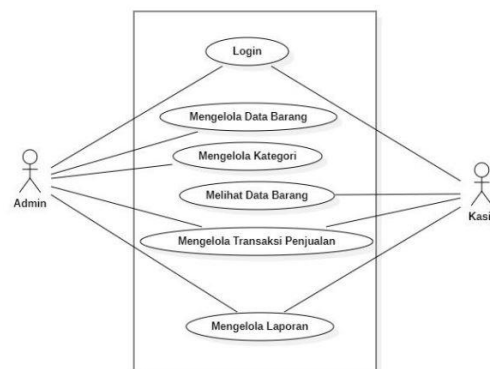 Login
Mengelola Data Barang
Mengelola Kategori
Melihat Data Barang
Admin
Kasi
Mengelola Transaksi Penjualan
Mengelola Laporan